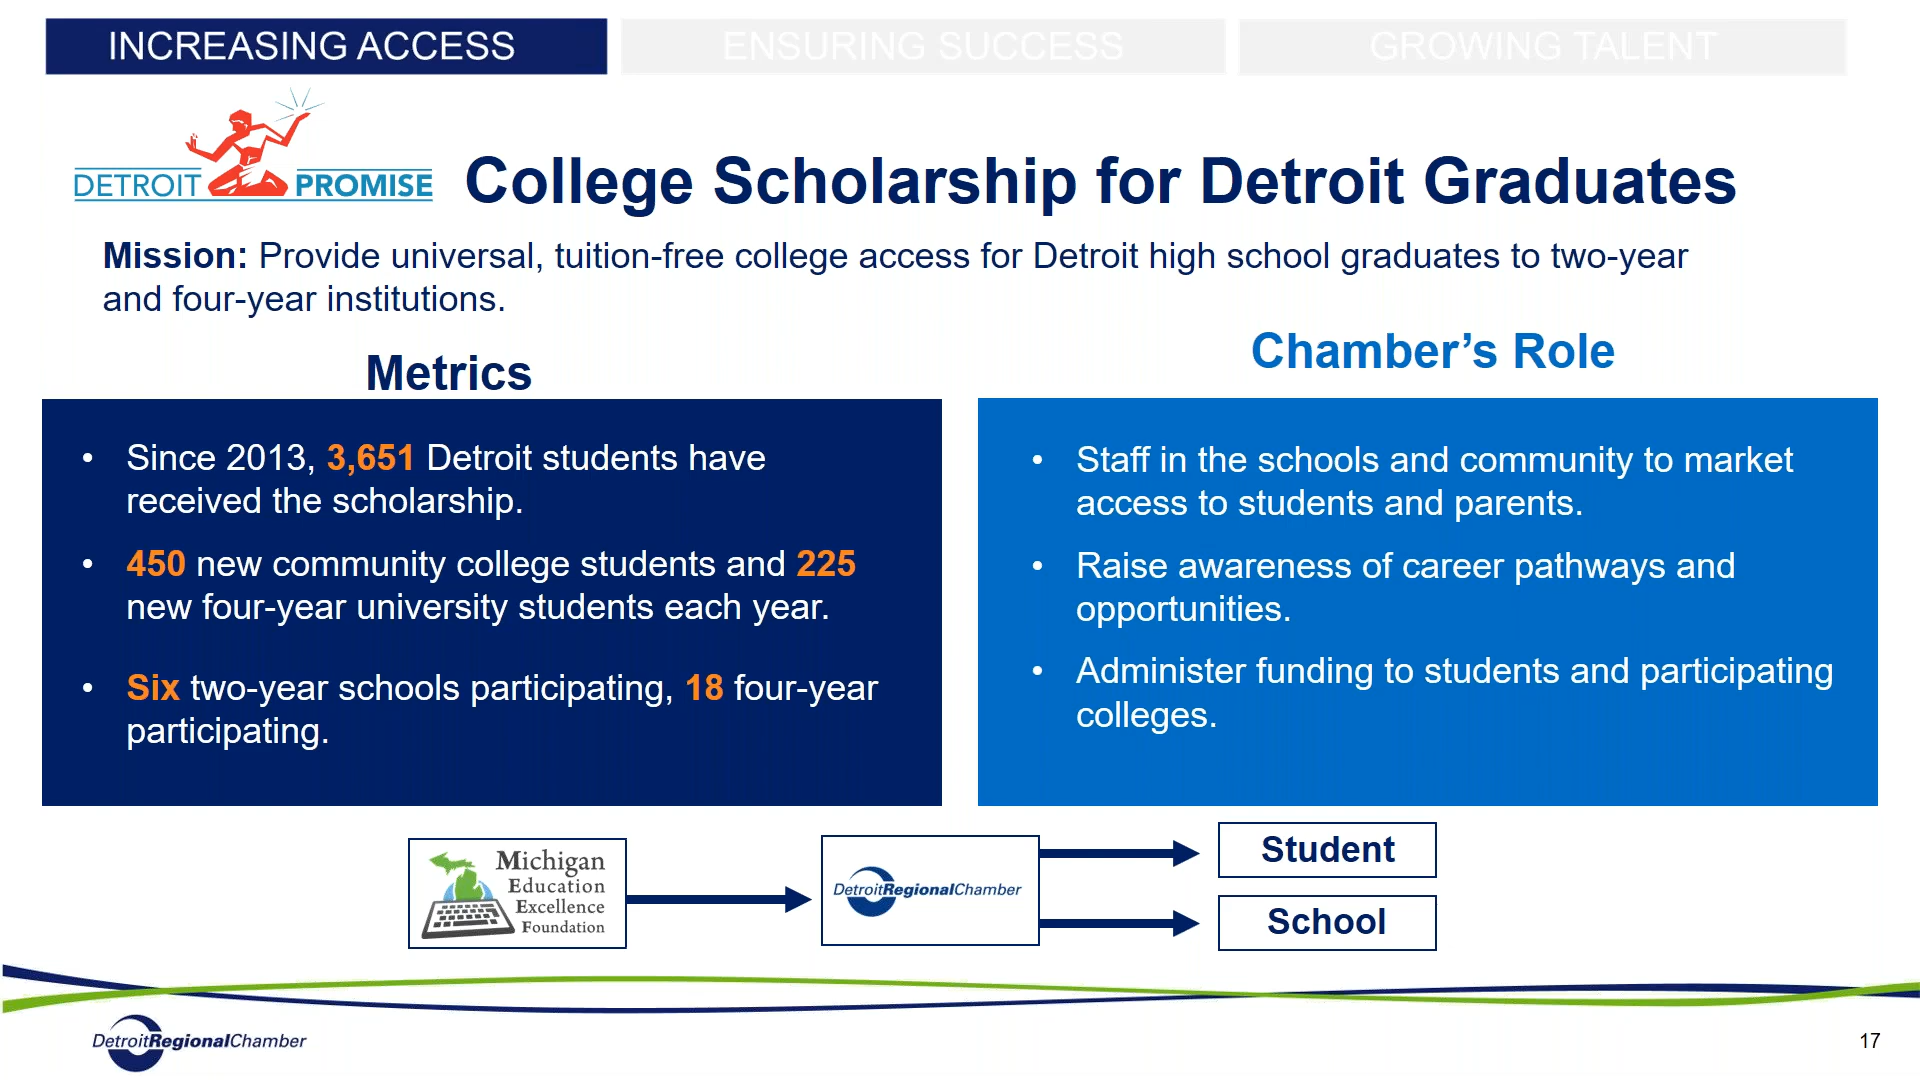 INCREASING ACCESS
ENSURING SUCCESS
GROWING TALENT
DETROIT PROMISE
College Scholarship for Detroit Graduates
Mission: Provide universal, tuition-free college access for Detroit high school graduates to two-year
and four-year institutions.
Metrics
• Since 2013, 3,651 Detroit students have
received the scholarship.
• 450 new community college students and 225
new four-year university students each year.
• Six two-year schools participating, 18 four-year
participating.
Chamber’s Role
• Staff in the schools and community to market
access to students and parents.
• Raise awareness of career pathways and
opportunities.
• Administer funding to students and participating
colleges.
Michigan
Education
Excellence
Foundation
DetroitRegionalChamber
Student
School
DetroitRegionalChamber
17